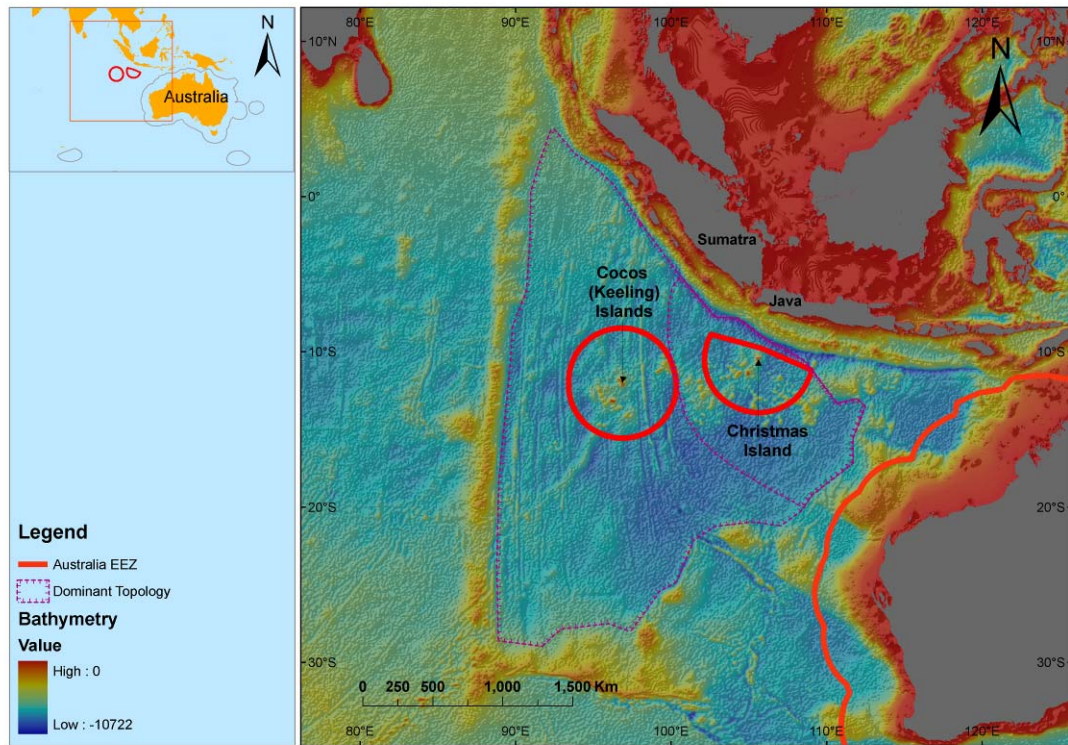 N
Australia
Legend
Australia EEZ
Dominant Topology
Bathymetry
Value
High : 0
Low : -10722
80°E
90°E
100°E
110°E
120°E
10°N
10°N
N
0°
0°
Sumatra
Cocos
(Keeling)
Islands
Java
10°S
10°S
Christmas
Island
20°S
20°S
30°S
30°S
0 250 500 1,000 1,500 Km
80°E
90°E
100°E
110°E
120°E